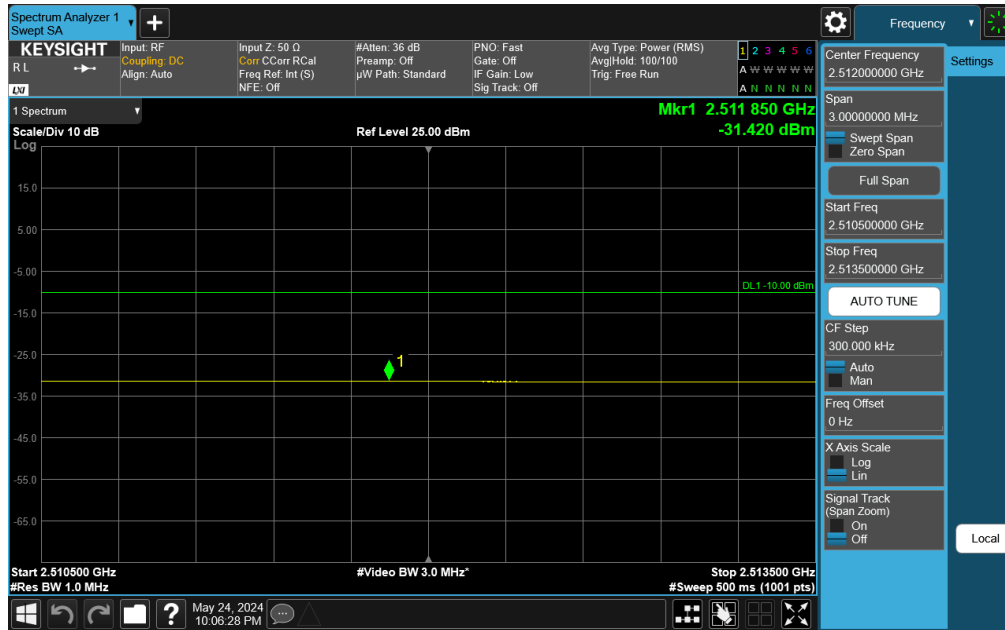 Spectrum Analyzer 1
Swept SA
Frequency
KEYSIGHT
R L
LXI
Input: RF
Coupling: DC
Align: Auto
Input Z: 50 Ω
Corr CCorr RCal
Freq Ref: Int (S)
NFE: Off
#Atten: 36 dB
Preamp: Off
µW Path: Standard
PNO: Fast
Gate: Off
IF Gain: Low
Sig Track: Off
Avg Type: Power (RMS)
Avg|Hold: 100/100
Trig: Free Run
1 2 3 4 5 6
A W W W W W
A N N N N N
1 Spectrum
Scale/Div 10 dB
Log
Ref Level 25.00 dBm
Mkr1 2.511 850 GHz
-31.420 dBm
15.0
5.00
-5.00
DL1 -10.00 dBm
-15.0
-25.0
1
-35.0
-45.0
-55.0
-65.0
Start 2.510500 GHz
#Res BW 1.0 MHz
#Video BW 3.0 MHz*
Stop 2.513500 GHz
#Sweep 500 ms (1001 pts)
Center Frequency
2.512000000 GHz
Settings
Span
3.00000000 MHz
Swept Span
Zero Span
Full Span
Start Freq
2.510500000 GHz
Stop Freq
2.513500000 GHz
AUTO TUNE
CF Step
300.000 kHz
Auto
Man
Freq Offset
0 Hz
X Axis Scale
Log
Lin
Signal Track
(Span Zoom)
On
Off
Local
?
May 24, 2024
10:06:28 PM